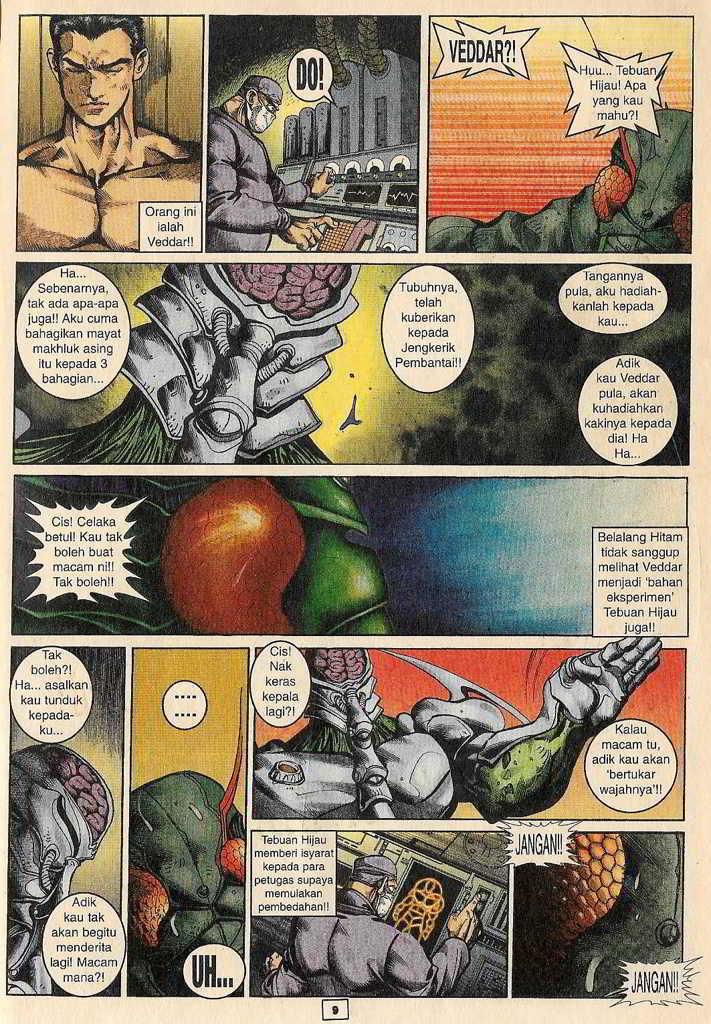 Orang ini
ialah
Veddar!!
DO!
VEDDAR?!
Huu... Tebuan
Hijau! Apa
yang kau
mahu?!
Ha...
Sebenarnya,
tak ada apa-apa
juga!! Aku cuma
bahagikan mayat
makhluk asing
itu kepada 3
bahagian...
Tubuhnya,
telah
kuberikan
kepada
Jengkerik
Pembantai!!
Tangannya
pula, aku hadiah-
kanlah kepada
kau...
Adik
kau Veddar
pula, akan
kuhadiahkan
kakinya kepada
dia! Ha
Ha...
Cis! Celaka
betul! Kau tak
boleh buat
macam ni!!
Tak boleh!!
Belalang Hitam
tidak sanggup
melihat Veddar
menjadi 'bahan
eksperimen'
Tebuan Hijau
juga!!
Tak
boleh?!
Ha... asalkan
kau tunduk
kepada-
ku...
Adik
kau tak
akan begitu
menderita
lagi! Macam
mana?!
....
....
UH...
Cis!
Nak
keras
kepala
lagi?!
Kalau
macam tu,
adik kau akan
'bertukar
wajahnya'!!
Tebuan Hijau
memberi isyarat
kepada para
petugas supaya
memulakan
pembedahan!!
JANGAN!!
JANGAN!!
9